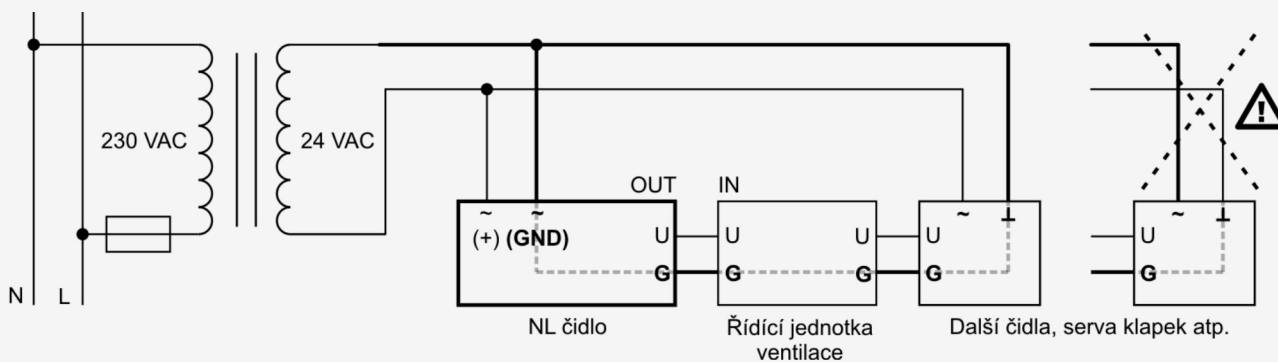 230 VAC
24 VAC
N
L
OUT
IN
~
~
(+) (GND)
U
G
U
G
U
G
~
⊥
U
G
~
⊥
U
G
!
NL čidlo
Řídící jednotka
ventilace
Další čidla, serva klapek atp.